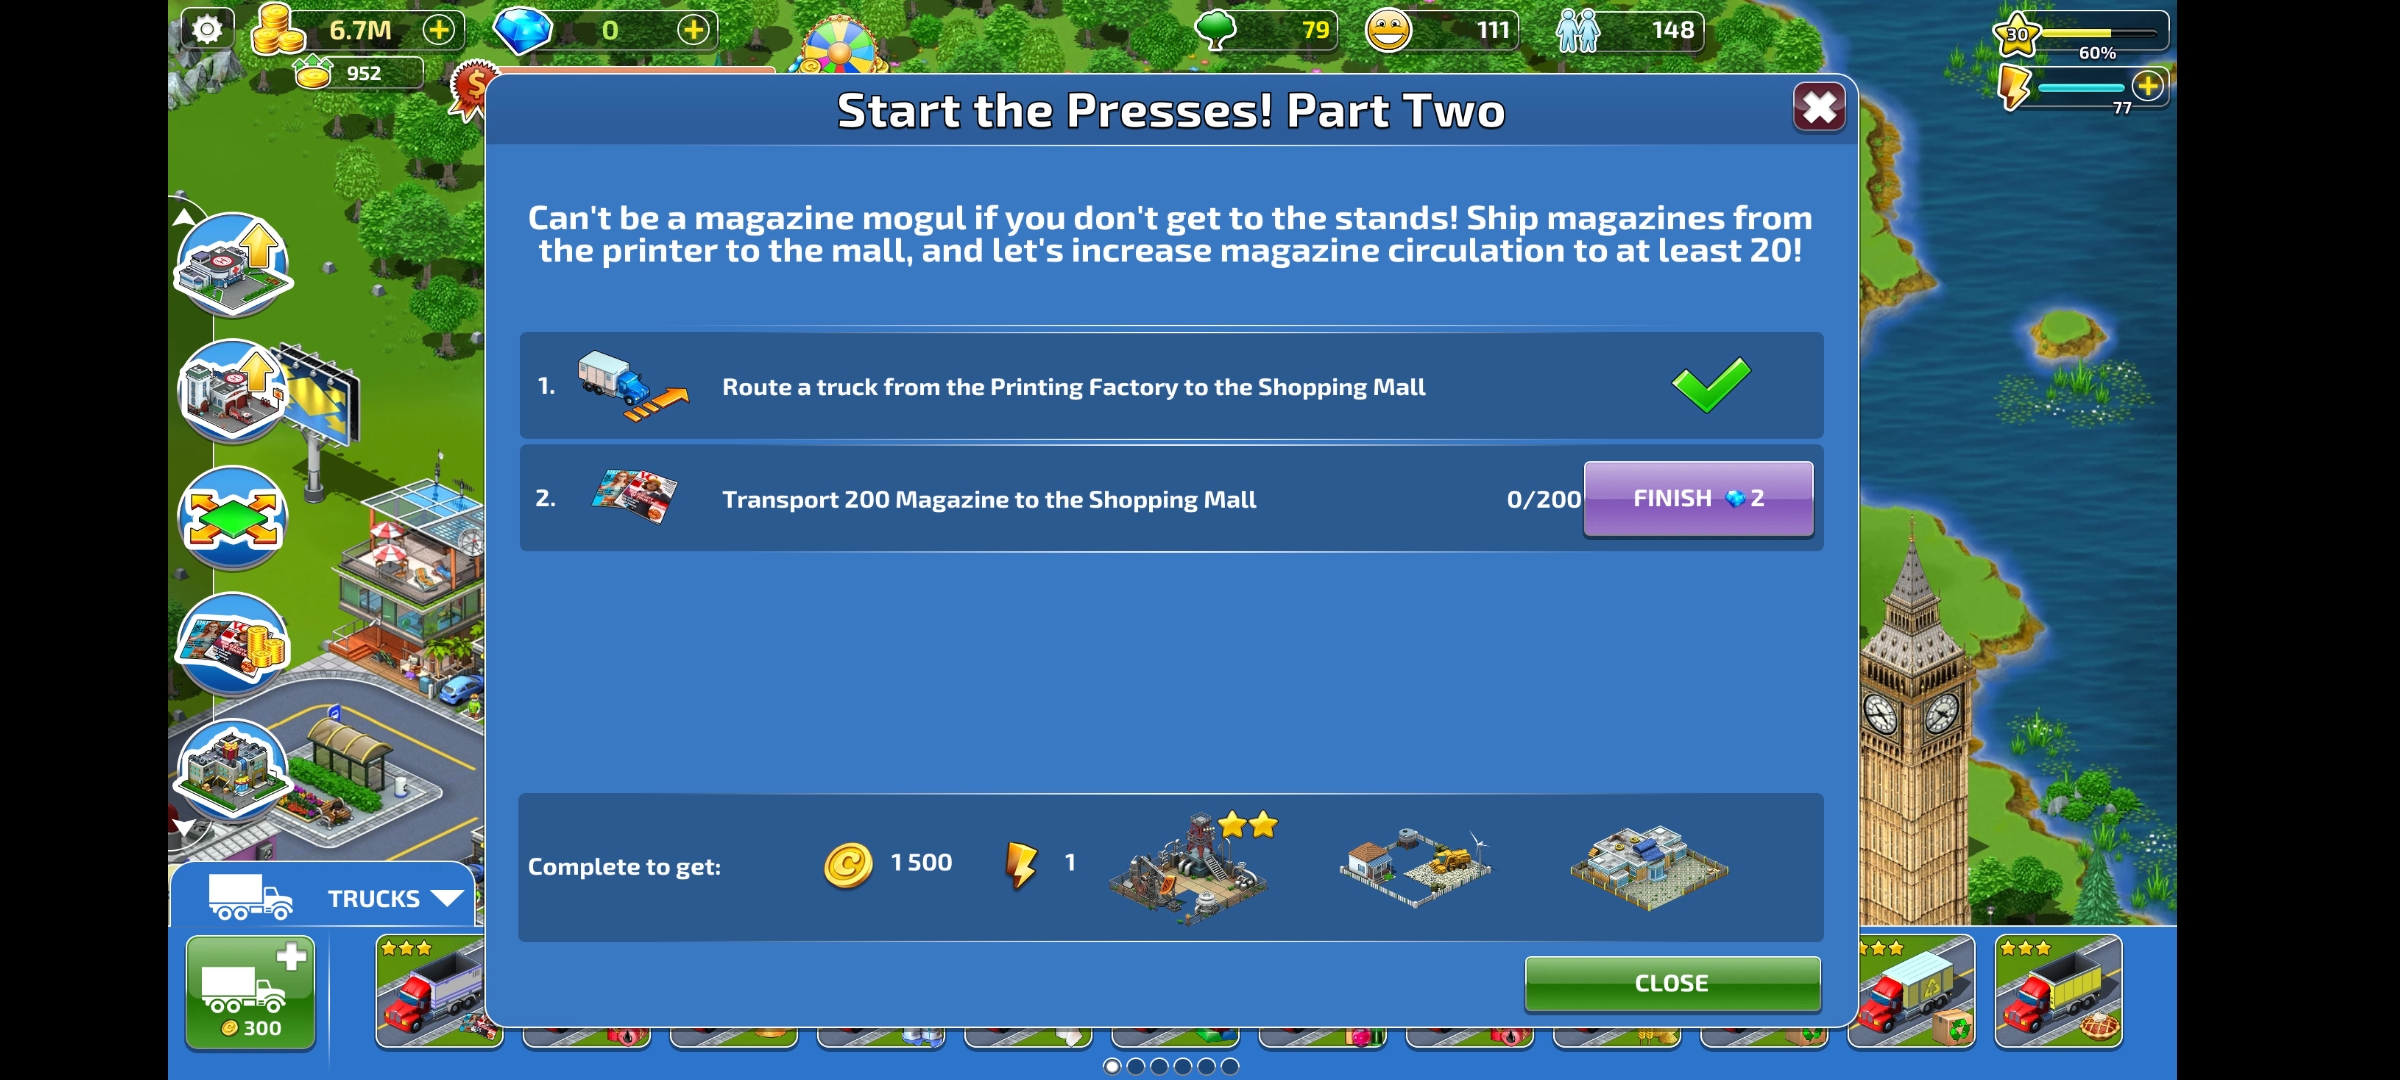 6.7M
0
79
111
148
30
60%
952
77
Start the Presses! Part Two
Can't be a magazine mogul if you don't get to the stands! Ship magazines from
the printer to the mall, and let's increase magazine circulation to at least 20!
1. Route a truck from the Printing Factory to the Shopping Mall
2. Transport 200 Magazine to the Shopping Mall 0/200 FINISH 2
Complete to get: 1 500 1
CLOSE
TRUCKS
300